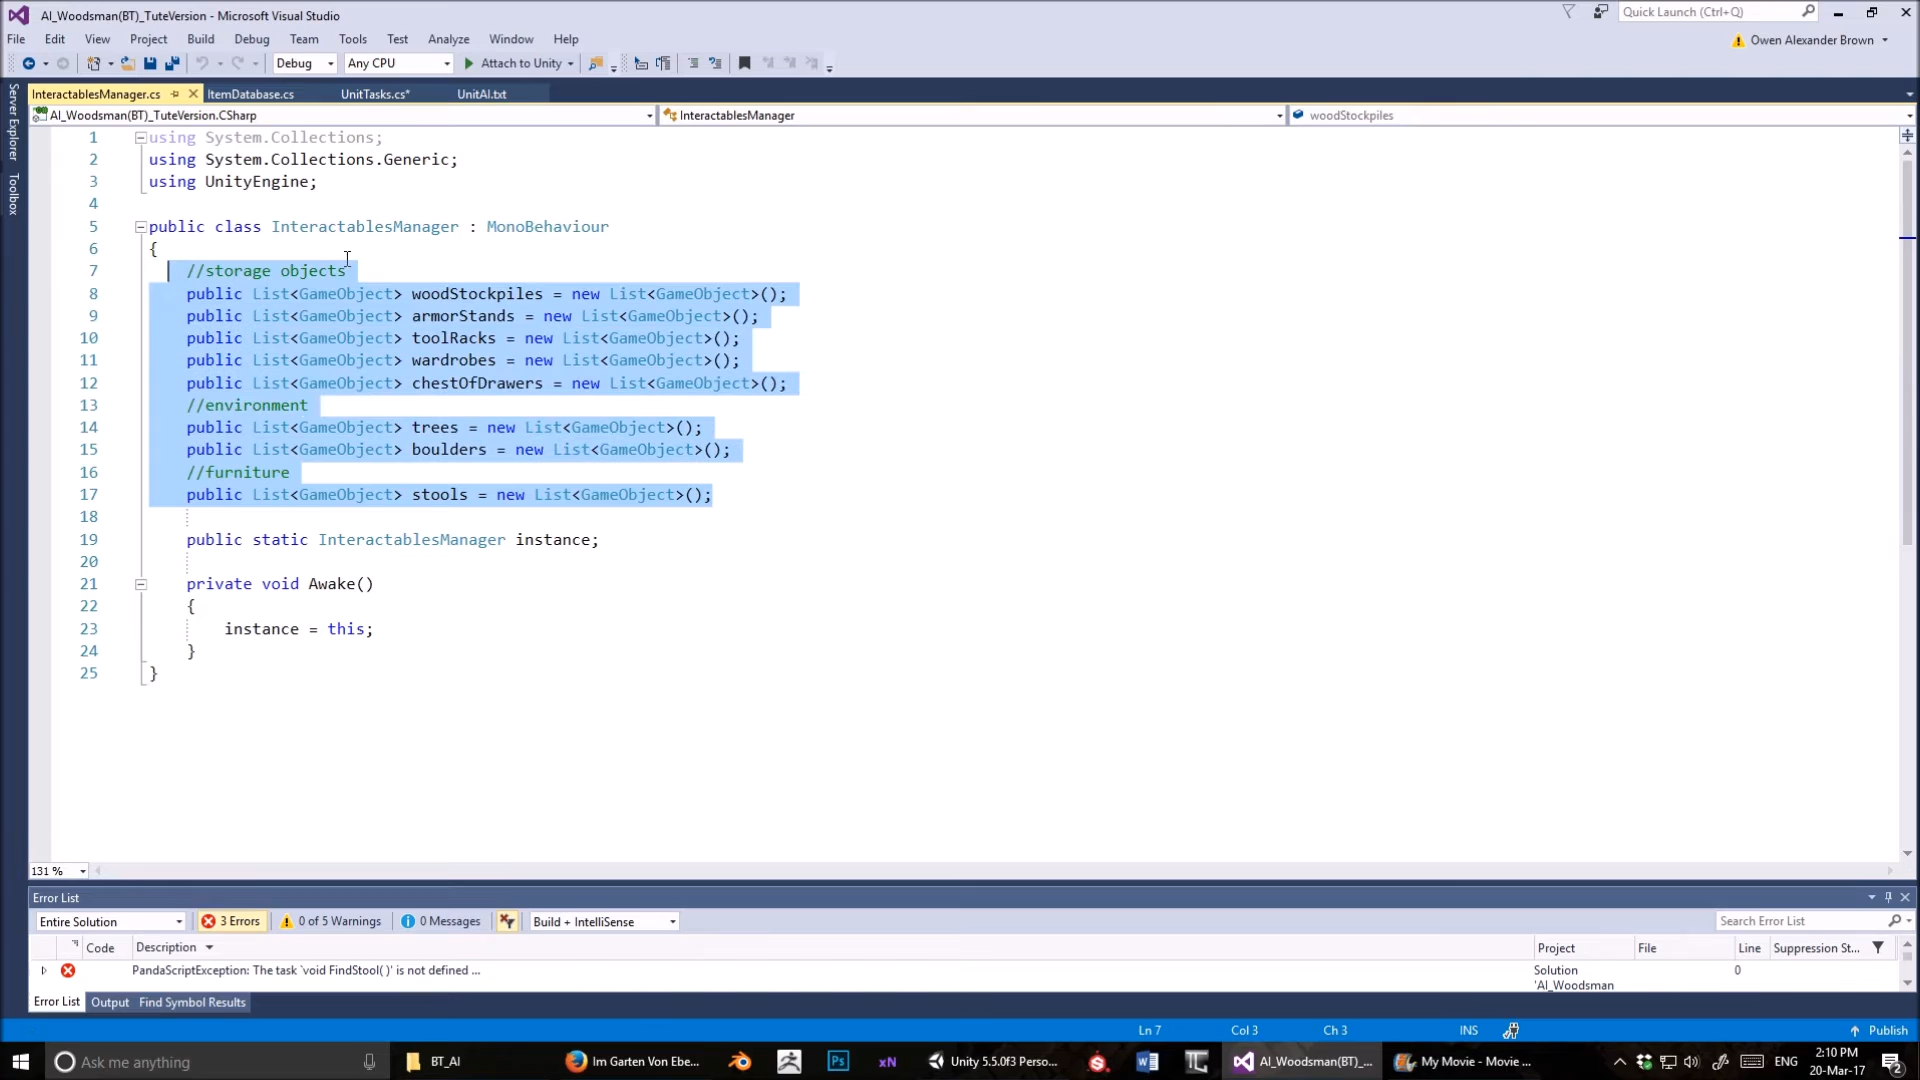 AI_Woodsman(BT)_TuteVersion - Microsoft Visual Studio
Quick Launch (Ctrl+Q)
File Edit View Project Build Debug Team Tools Test Analyze Window Help
Owen Alexander Brown
Debug Any CPU Attach to Unity
Server Explorer
Toolbox
InteractablesManager.cs ItemDatabase.cs UnitTasks.cs* UnitAI.txt
AI_Woodsman(BT)_TuteVersion.CSharp InteractablesManager woodStockpiles
1 using System.Collections;
2 using System.Collections.Generic;
3 using UnityEngine;
4
5 public class InteractablesManager : MonoBehaviour
6 {
7 //storage objects
8 public List<GameObject> woodStockpiles = new List<GameObject>();
9 public List<GameObject> armorStands = new List<GameObject>();
10 public List<GameObject> toolRacks = new List<GameObject>();
11 public List<GameObject> wardrobes = new List<GameObject>();
12 public List<GameObject> chestOfDrawers = new List<GameObject>();
13 //environment
14 public List<GameObject> trees = new List<GameObject>();
15 public List<GameObject> boulders = new List<GameObject>();
16 //furniture
17 public List<GameObject> stools = new List<GameObject>();
18
19 public static InteractablesManager instance;
20
21 private void Awake()
22 {
23 instance = this;
24 }
25 }
131 %
Error List
Entire Solution 3 Errors 0 of 5 Warnings 0 Messages Build + IntelliSense Search Error List
Code Description Project File Line Suppression St...
PandaScriptException: The task `void FindStool( )' is not defined ... Solution 0
'AI_Woodsman
Error List Output Find Symbol Results
Ln 7 Col 3 Ch 3 INS Publish
Ask me anything BT_AI Im Garten Von Ebe... Ps xN Unity 5.5.0f3 Perso... AI_Woodsman(BT)_... My Movie - Movie ... ENG 2:10 PM
20-Mar-17 2